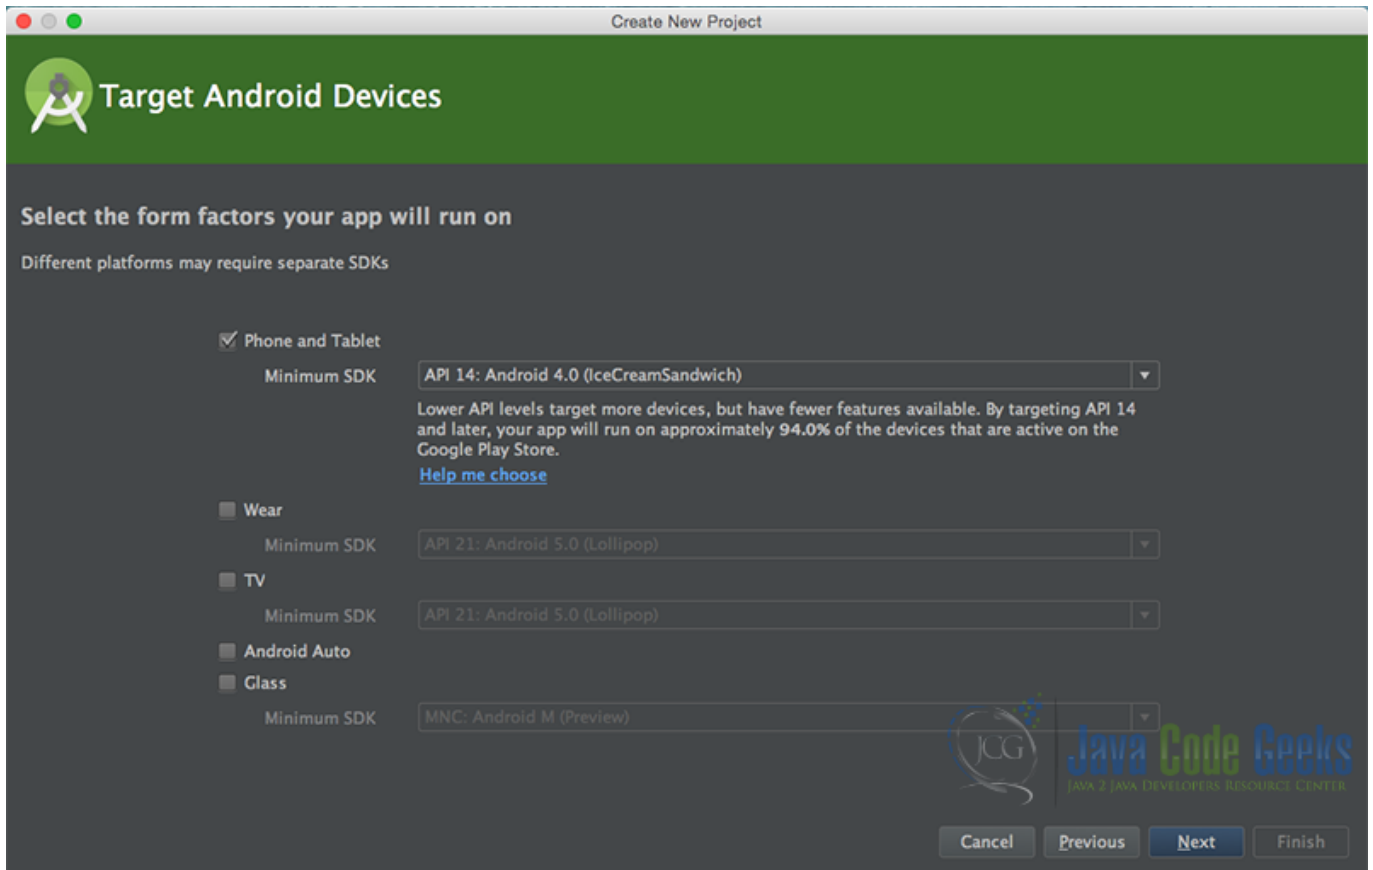 Create New Project
Target Android Devices
Select the form factors your app will run on
Different platforms may require separate SDKs
Phone and Tablet
Minimum SDK API 14: Android 4.0 (IceCreamSandwich)
Lower API levels target more devices, but have fewer features available. By targeting API 14
and later, your app will run on approximately 94.0% of the devices that are active on the
Google Play Store.
Help me choose
Wear
Minimum SDK API 21: Android 5.0 (Lollipop)
TV
Minimum SDK API 21: Android 5.0 (Lollipop)
Android Auto
Glass
Minimum SDK MNC: Android M (Preview)
JCG Java Code Geeks
JAVA 2 JAVA DEVELOPERS RESOURCE CENTER
Cancel Previous Next Finish